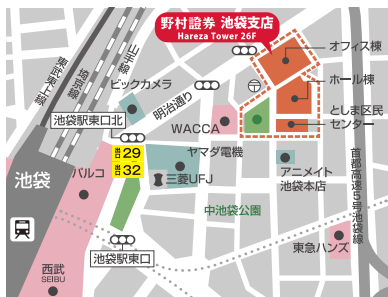 野村證券 池袋支店
Hareza Tower 26F
オフィス棟
ホール棟
としま区民
センター
山手線
埼京線
東武東上線
ビックカメラ
明治通り
池袋駅東口北
WACCA
出口29
出口32
ヤマダ電機
三菱UFJ
アニメイト
池袋本店
首都高速5号池袋線
池袋
パルコ
中池袋公園
東急ハンズ
池袋駅東口
西武
SEIBU